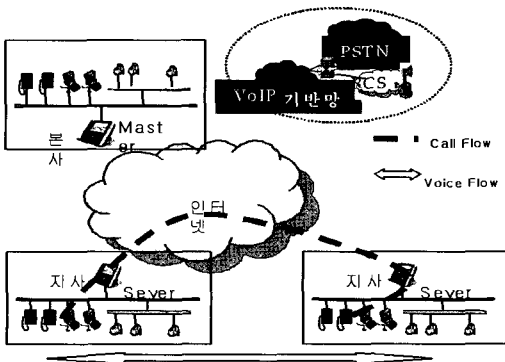 PSTN
CS
VoIP 기반망
본
사
Mast
er
Call Flow
Voice Flow
인터
넷
자사
Sever
지사
Sever